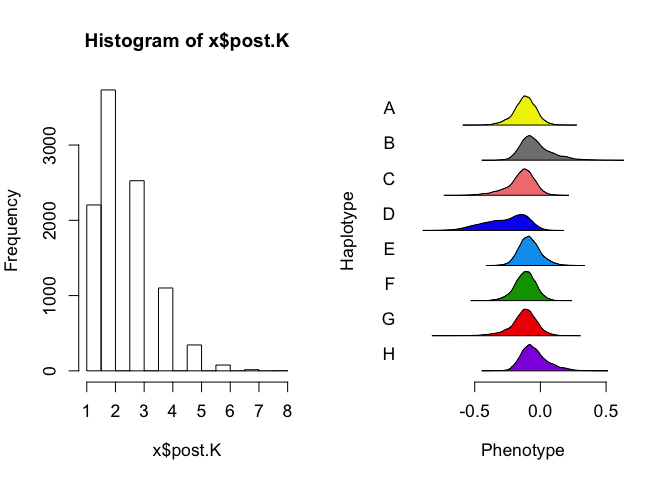 Histogram of x$post.K
Frequency
0
1000
2000
3000
1 2 3 4 5 6 7 8
x$post.K
Haplotype
A
B
C
D
E
F
G
H
-0.5 0.0 0.5
Phenotype